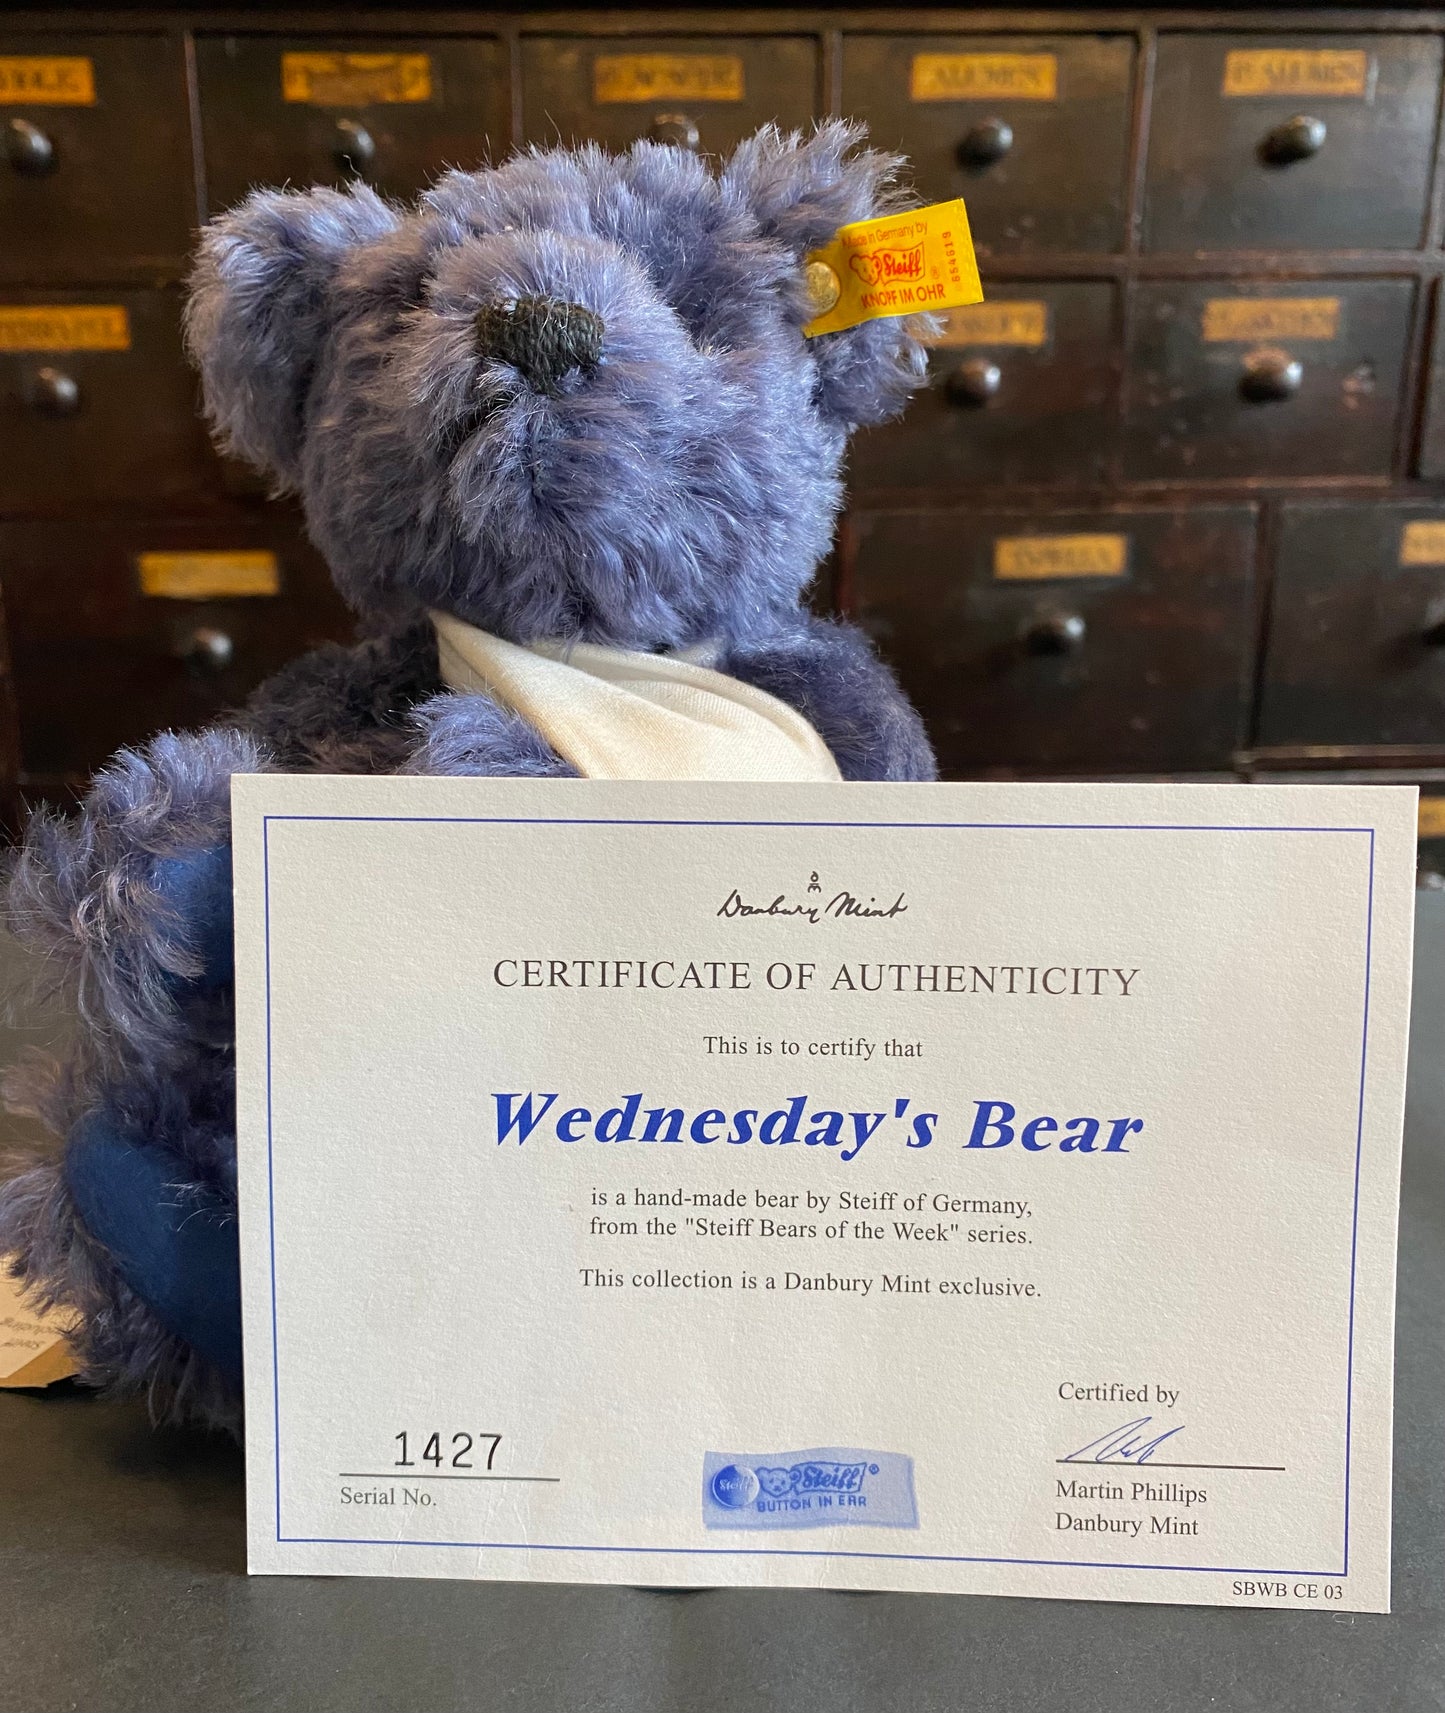 Made in Germany by
Steiff ®
KNOPF IM OHR
654619
Danbury Mint
CERTIFICATE OF AUTHENTICITY
This is to certify that
Wednesday's Bear
is a hand-made bear by Steiff of Germany,
from the "Steiff Bears of the Week" series.
This collection is a Danbury Mint exclusive.
Certified by
1427
Serial No.
Steiff
Steiff ®
BUTTON IN EAR
Martin Phillips
Danbury Mint
SBWB CE 03